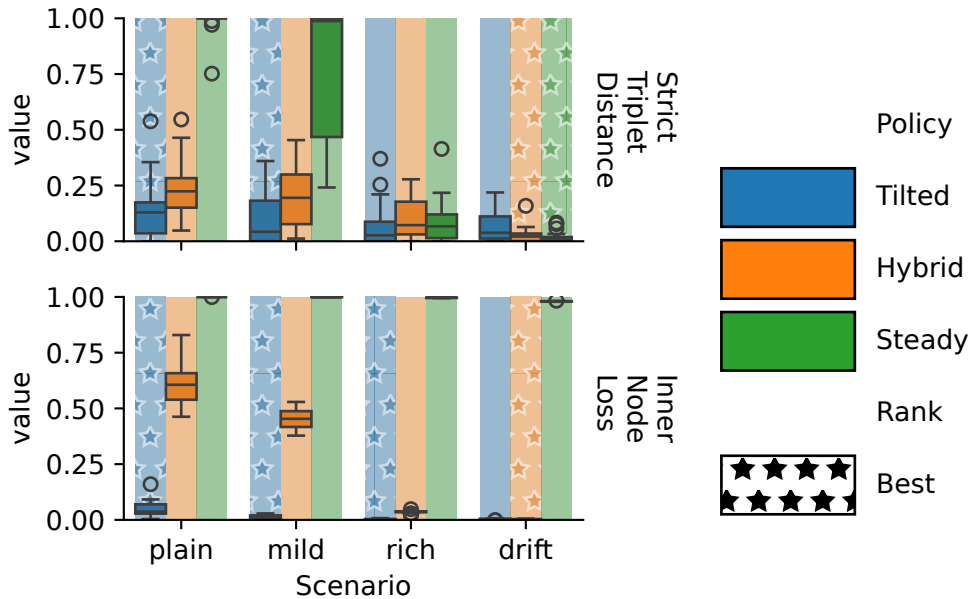 1.00
0.75
0.50
0.25
0.00
value
Strict
Triplet
Distance
1.00
0.75
0.50
0.25
0.00
value
Inner
Node
Loss
plain
mild
rich
drift
Scenario
Policy
Tilted
Hybrid
Steady
Rank
Best